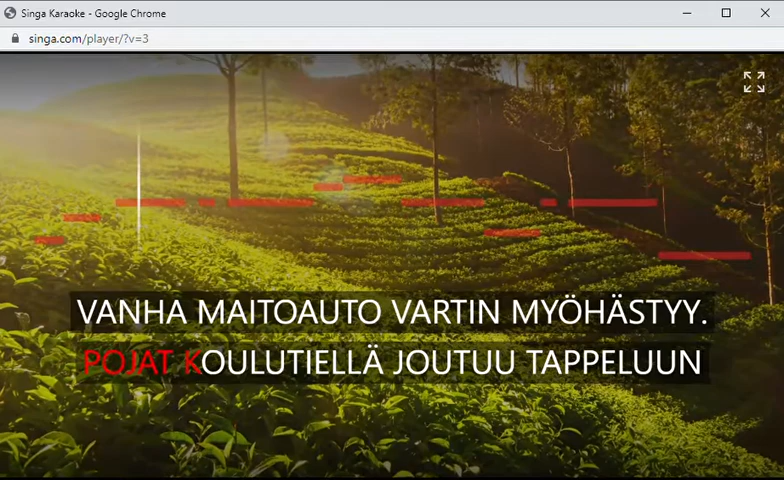 Singa Karaoke - Google Chrome
singa.com/player/?v=3
VANHA MAITOAUTO VARTIN MYÖHÄSTYY.
POJAT KOULUTIELLÄ JOUTUU TAPPELUUN